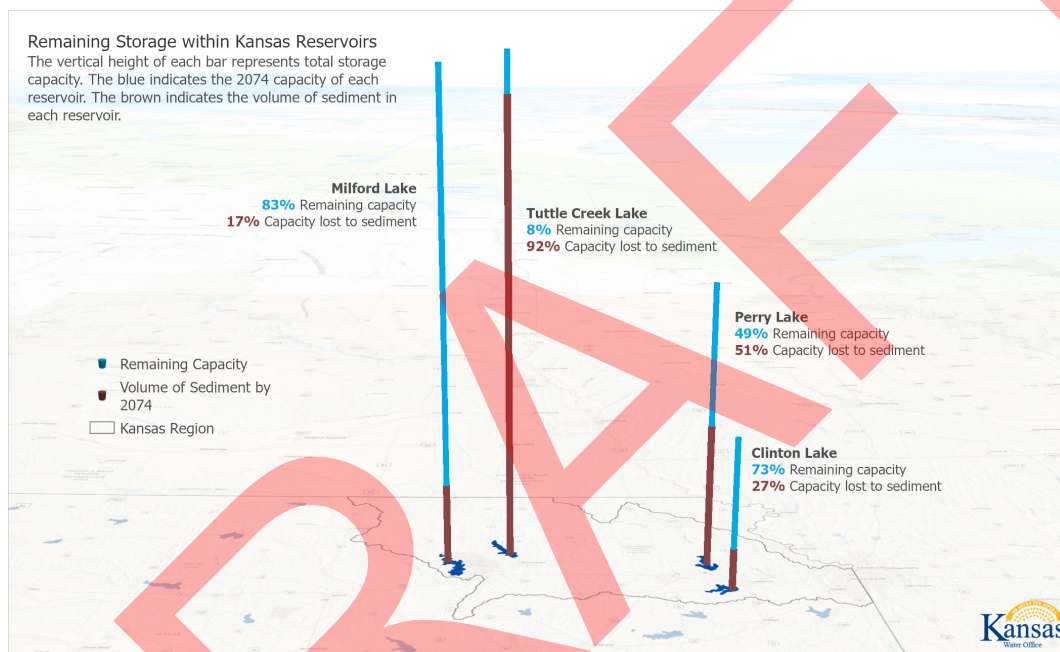 Remaining Storage within Kansas Reservoirs
The vertical height of each bar represents total storage
capacity. The blue indicates the 2074 capacity of each
reservoir. The brown indicates the volume of sediment in
each reservoir.
Milford Lake
83% Remaining capacity
17% Capacity lost to sediment
Tuttle Creek Lake
8% Remaining capacity
92% Capacity lost to sediment
Perry Lake
49% Remaining capacity
51% Capacity lost to sediment
Remaining Capacity
Volume of Sediment by
2074
Kansas Region
Clinton Lake
73% Remaining capacity
27% Capacity lost to sediment
Kansas
Water Office